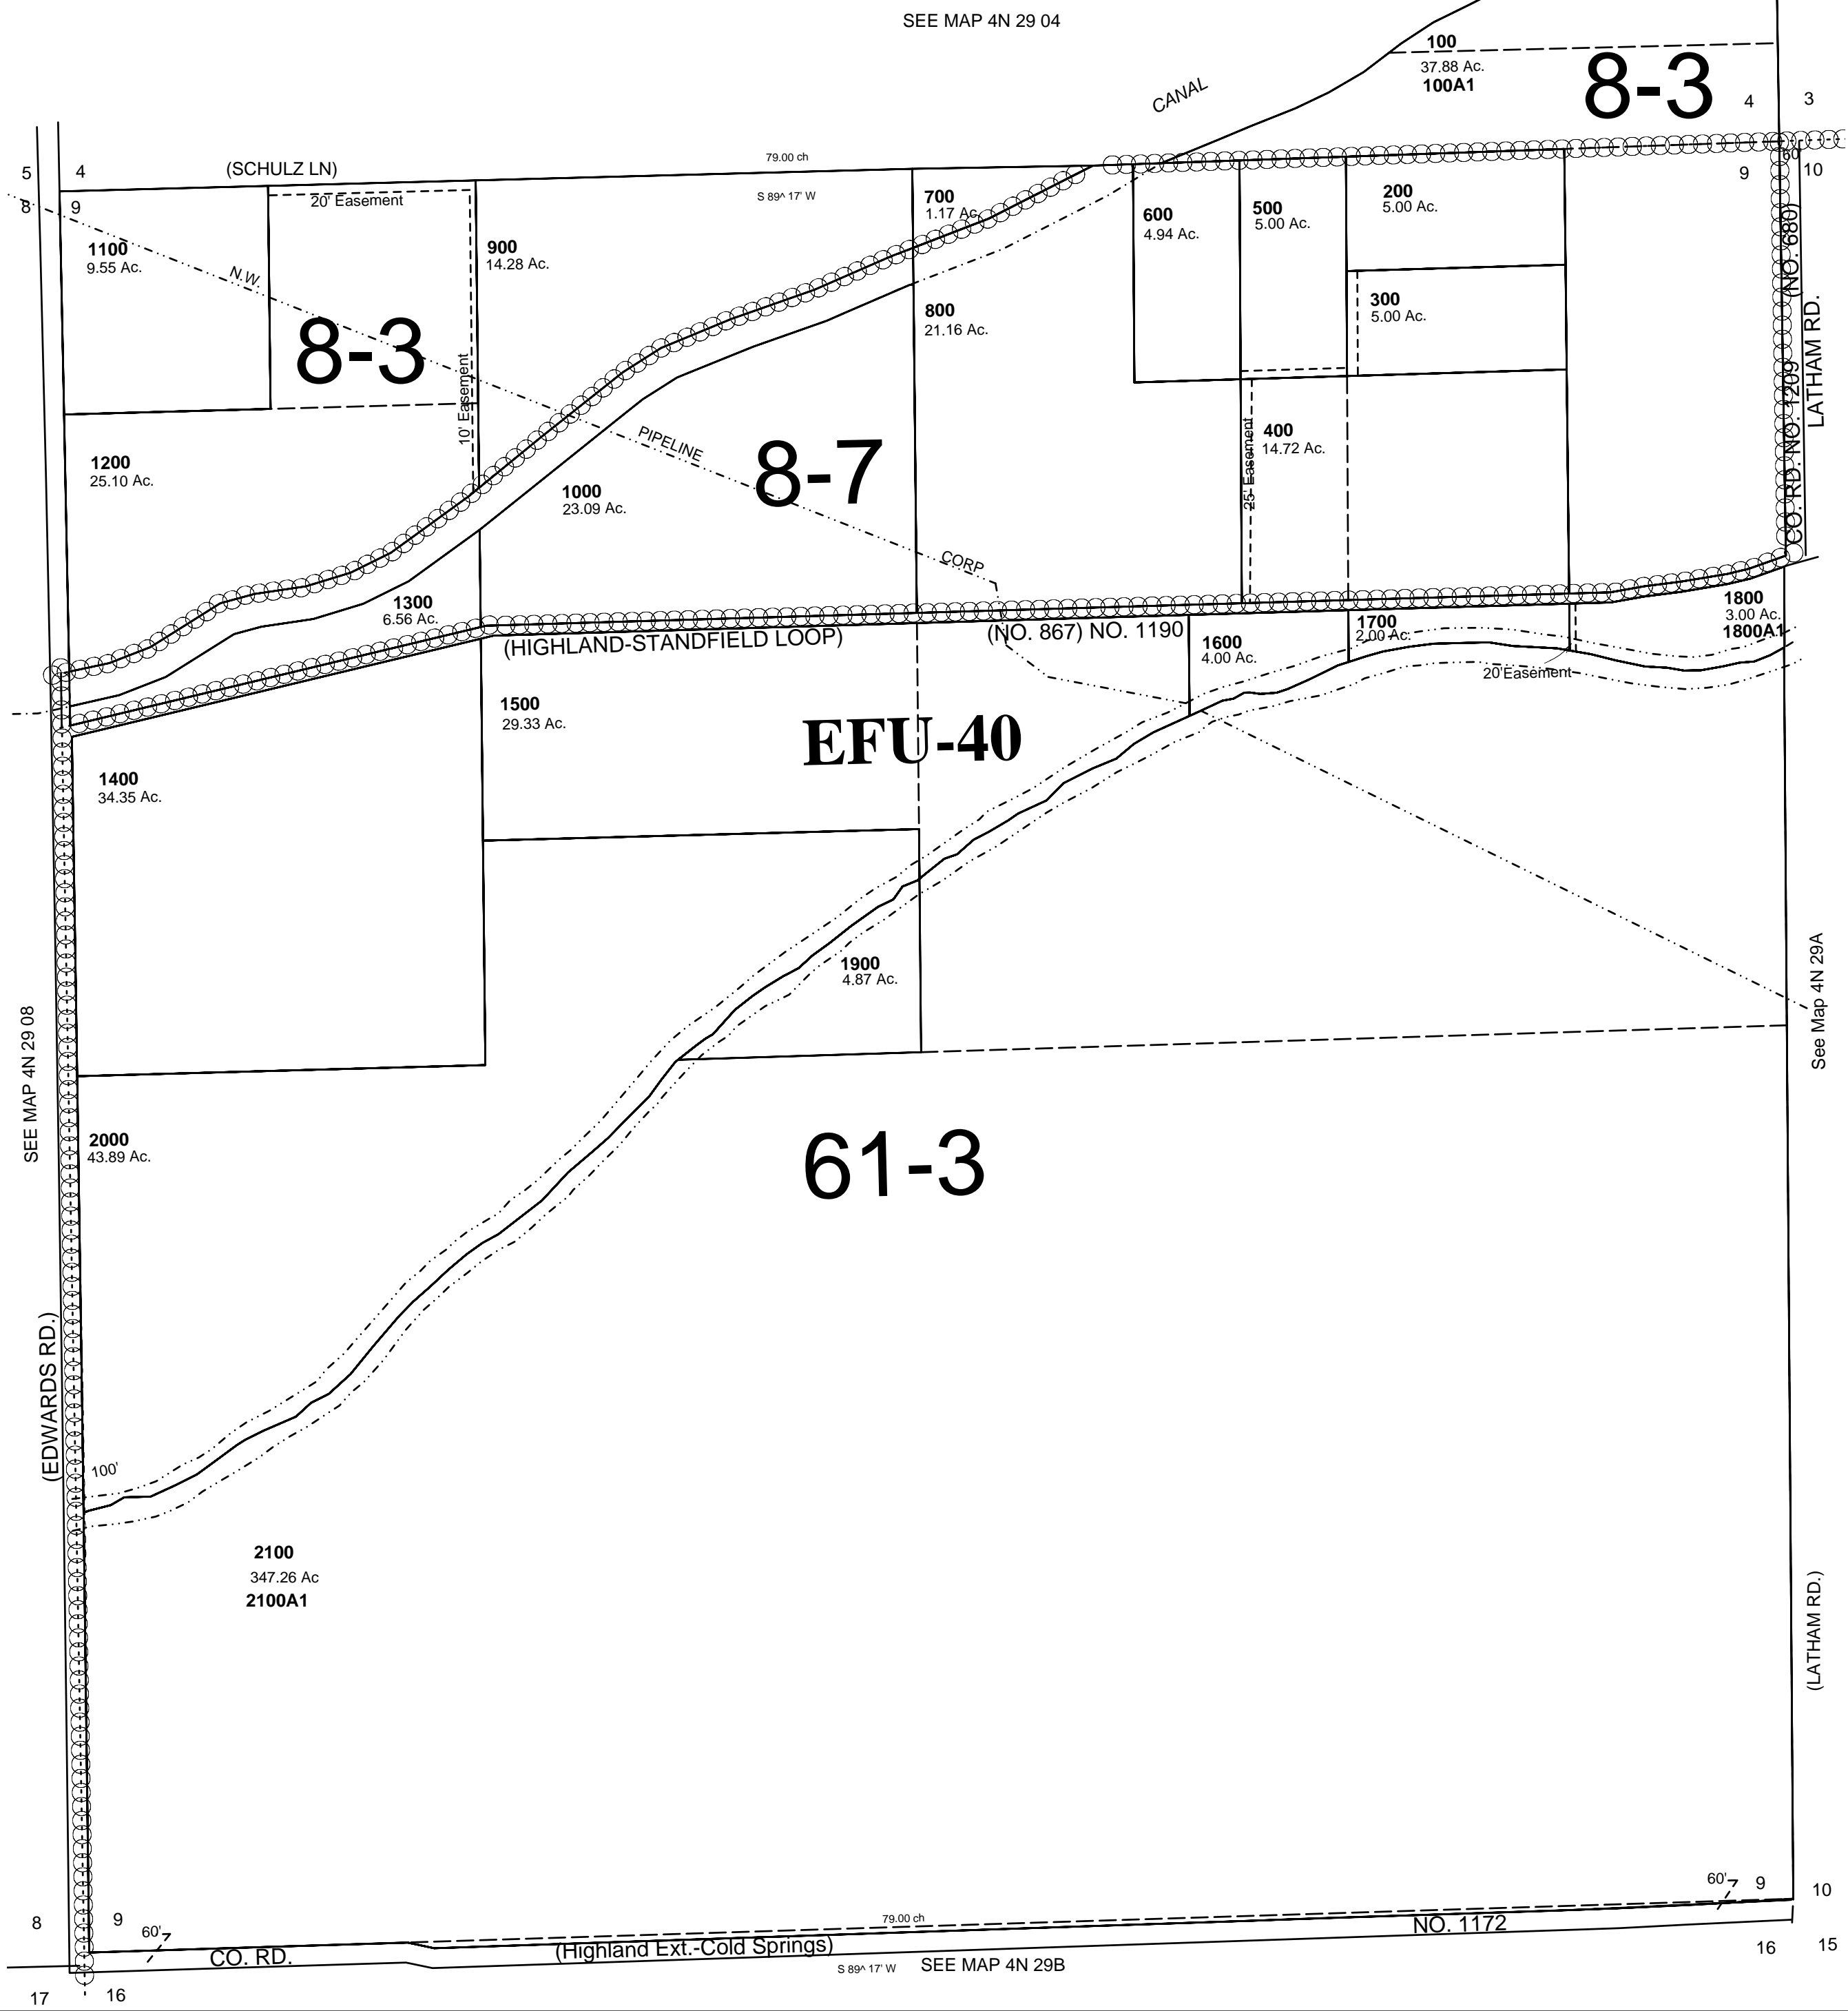 SEE MAP 4N 29 04
100
37.88 Ac.
100A1
8-3
4
3
CANAL
5
4
(SCHULZ LN)
79.00 ch
S 89^ 17' W
8
9
9
10
60'
20' Easement
1100
9.55 Ac.
N.W.
8-3
10' Easement
900
14.28 Ac.
700
1.17 Ac.
800
21.16 Ac.
600
4.94 Ac.
500
5.00 Ac.
200
5.00 Ac.
300
5.00 Ac.
400
14.72 Ac.
25' Easement
CO. RD. NO. 1209 (NO. 680)
LATHAM RD.
1200
25.10 Ac.
1000
23.09 Ac.
PIPELINE
8-7
CORP
1300
6.56 Ac.
(HIGHLAND-STANDFIELD LOOP)
(NO. 867) NO. 1190
1600
4.00 Ac.
1700
2.00 Ac.
1800
3.00 Ac.
1800A1
20'Easement
1500
29.33 Ac.
EFU-40
1400
34.35 Ac.
1900
4.87 Ac.
See Map 4N 29A
SEE MAP 4N 29 08
2000
43.89 Ac.
61-3
(EDWARDS RD.)
100'
2100
347.26 Ac
2100A1
(LATHAM RD.)
8
9
60'
79.00 ch
60'
9
10
CO. RD.
(Highland Ext.-Cold Springs)
NO. 1172
S 89^ 17' W
SEE MAP 4N 29B
16
15
17
16